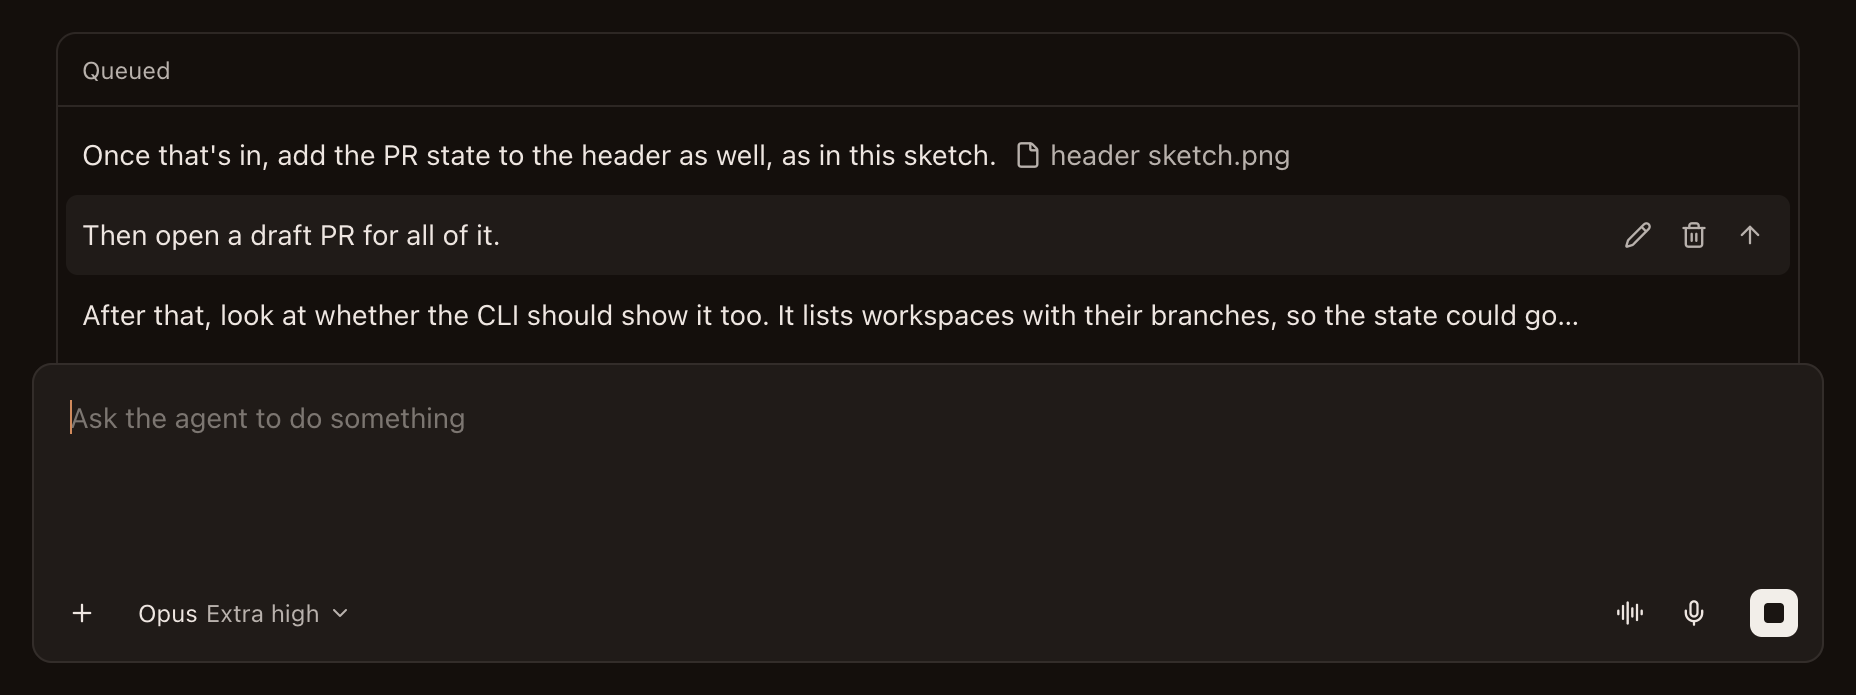 Queued
Once that's in, add the PR state to the header as well, as in this sketch. header sketch.png
Then open a draft PR for all of it.
After that, look at whether the CLI should show it too. It lists workspaces with their branches, so the state could go...
Ask the agent to do something
Opus Extra high